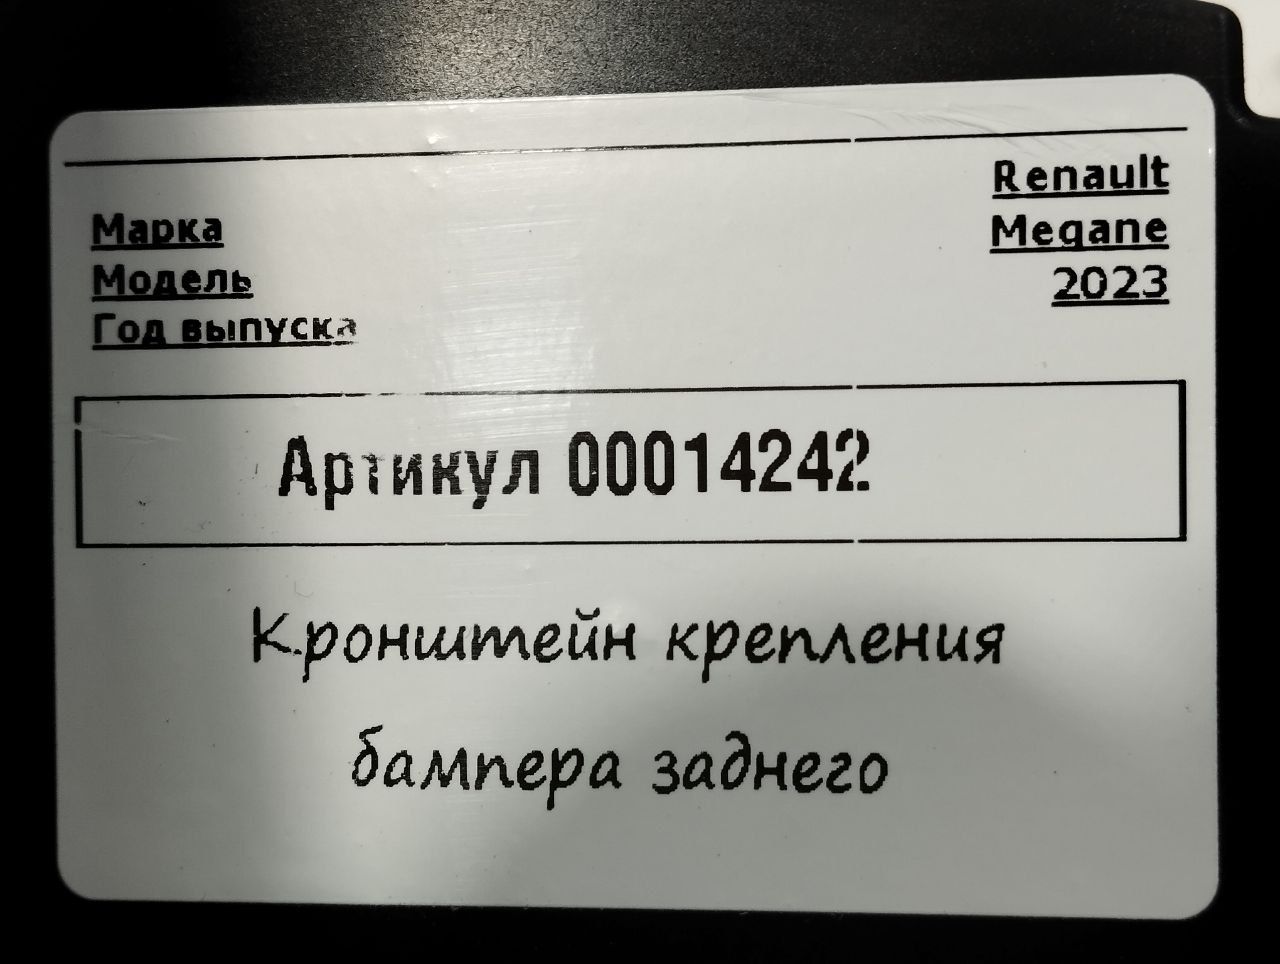 Renault
Марка
Megane
Модель
2023
Год выпуска
Артикул 00014242
Кронштейн крепления
бампера заднего